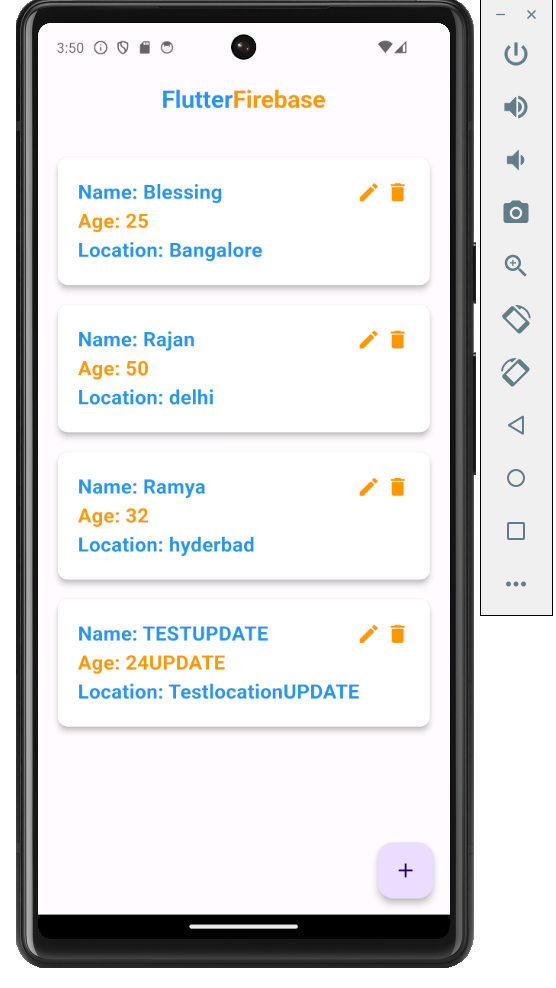 3:50
FlutterFirebase
Name: Blessing
Age: 25
Location: Bangalore
Name: Rajan
Age: 50
Location: delhi
Name: Ramya
Age: 32
Location: hyderbad
Name: TESTUPDATE
Age: 24UPDATE
Location: TestlocationUPDATE